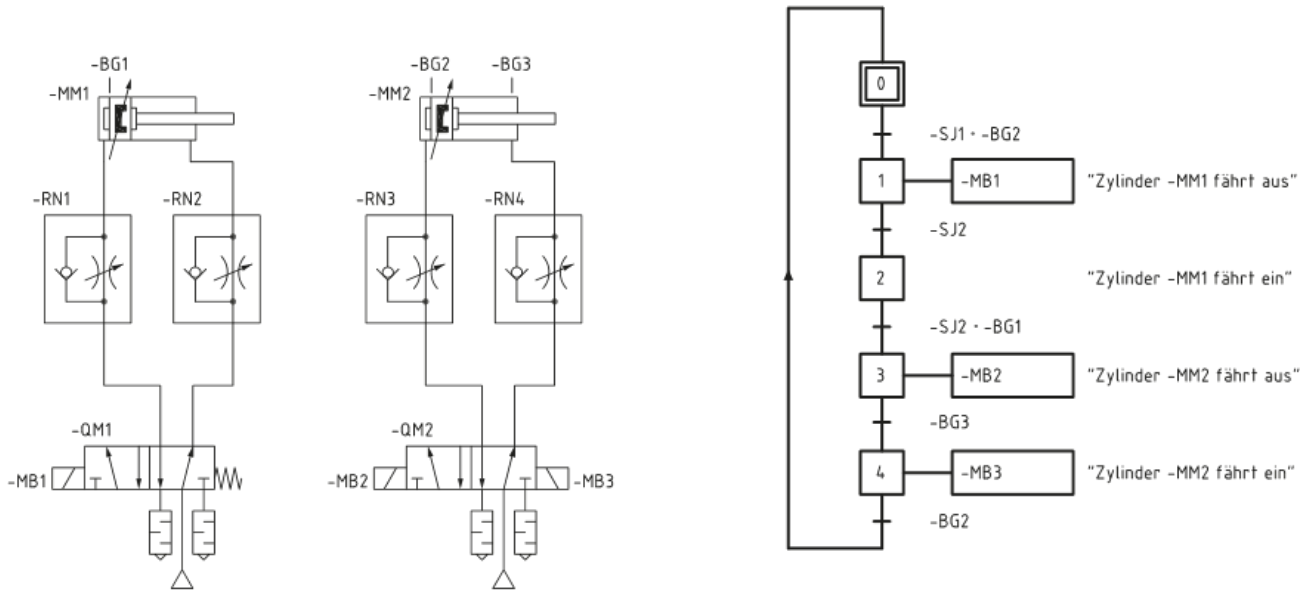 -BG1
-MM1
-BG2
-BG3
-MM2
-RN1
-RN2
-RN3
-RN4
-QM1
-MB1
-QM2
-MB2
-MB3
0
-SJ1 · -BG2
1
-MB1
"Zylinder -MM1 fährt aus"
-SJ2
2
"Zylinder -MM1 fährt ein"
-SJ2 · -BG1
3
-MB2
"Zylinder -MM2 fährt aus"
-BG3
4
-MB3
"Zylinder -MM2 fährt ein"
-BG2